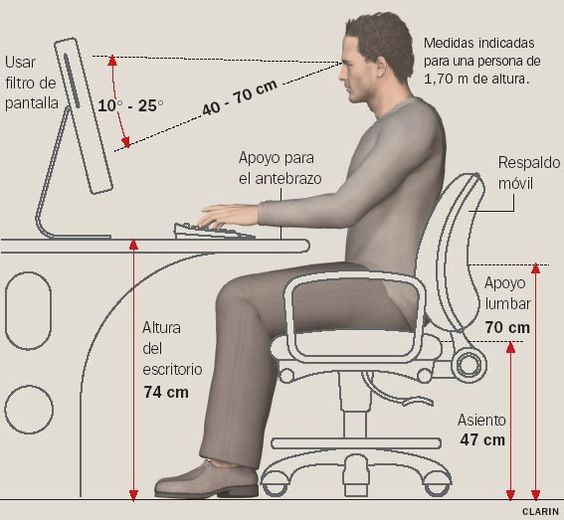 Usar
filtro de
pantalla
10° - 25°
40 - 70 cm
Medidas indicadas
para una persona de
1,70 m de altura.
Apoyo para
el antebrazo
Respaldo
móvil
Apoyo
lumbar
70 cm
Altura
del
escritorio
74 cm
Asiento
47 cm
CLARIN